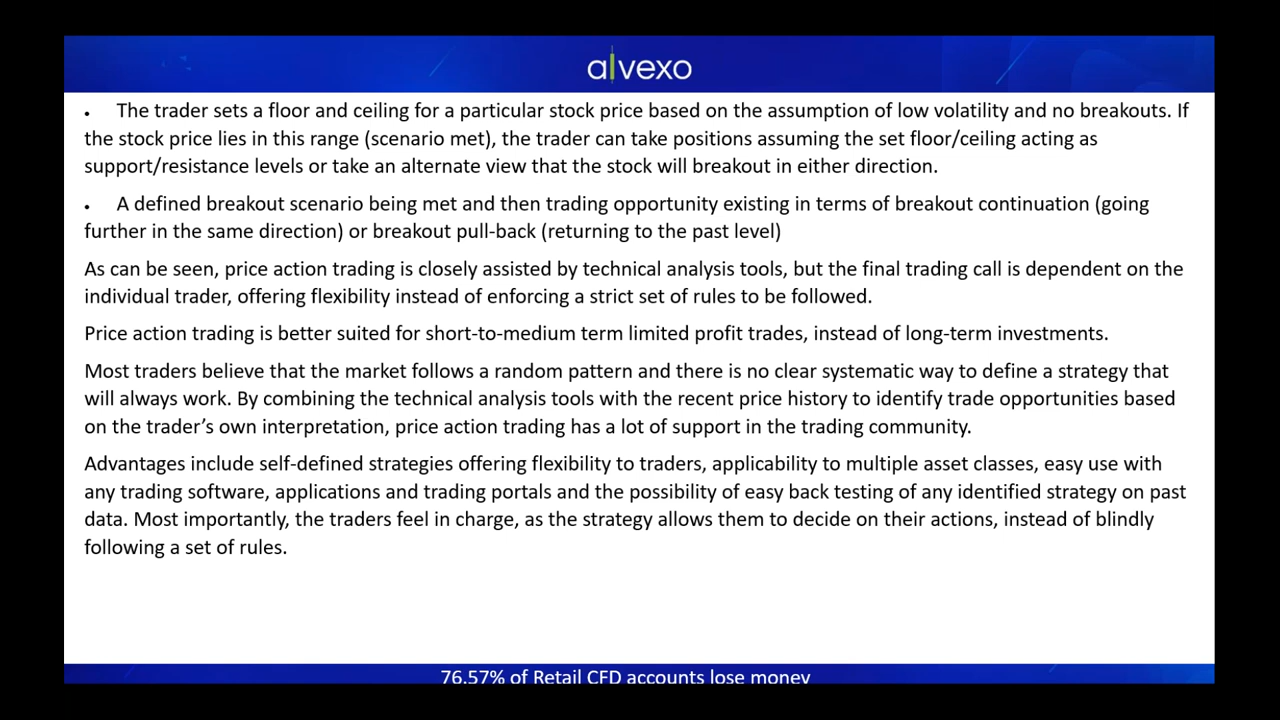 alvexo
• The trader sets a floor and ceiling for a particular stock price based on the assumption of low volatility and no breakouts. If
the stock price lies in this range (scenario met), the trader can take positions assuming the set floor/ceiling acting as
support/resistance levels or take an alternate view that the stock will breakout in either direction.
• A defined breakout scenario being met and then trading opportunity existing in terms of breakout continuation (going
further in the same direction) or breakout pull-back (returning to the past level)
As can be seen, price action trading is closely assisted by technical analysis tools, but the final trading call is dependent on the
individual trader, offering flexibility instead of enforcing a strict set of rules to be followed.
Price action trading is better suited for short-to-medium term limited profit trades, instead of long-term investments.
Most traders believe that the market follows a random pattern and there is no clear systematic way to define a strategy that
will always work. By combining the technical analysis tools with the recent price history to identify trade opportunities based
on the trader’s own interpretation, price action trading has a lot of support in the trading community.
Advantages include self-defined strategies offering flexibility to traders, applicability to multiple asset classes, easy use with
any trading software, applications and trading portals and the possibility of easy back testing of any identified strategy on past
data. Most importantly, the traders feel in charge, as the strategy allows them to decide on their actions, instead of blindly
following a set of rules.
76.57% of Retail CFD accounts lose money